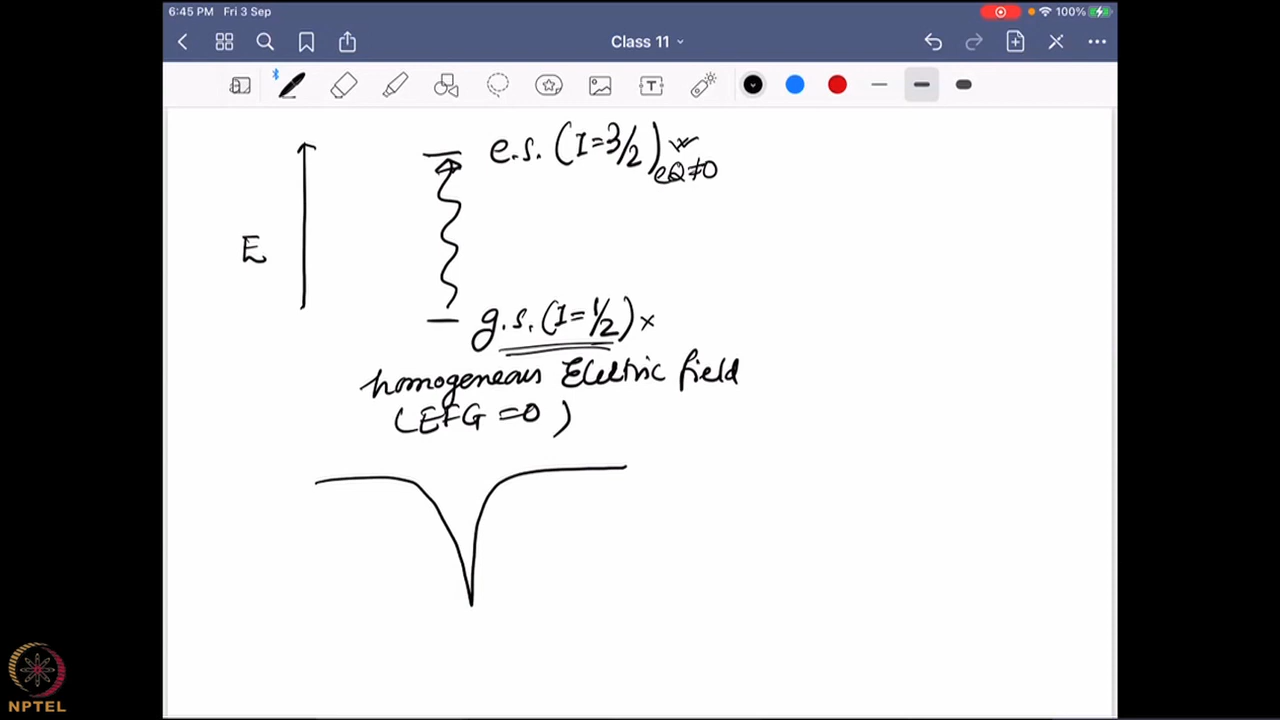 6:45 PM Fri 3 Sep
100%
Class 11
T
e.s. (I=3/2)
eQ≠0
E
g.s. (I=1/2) ×
homogeneous Electric field
(EFG =0)
NPTEL